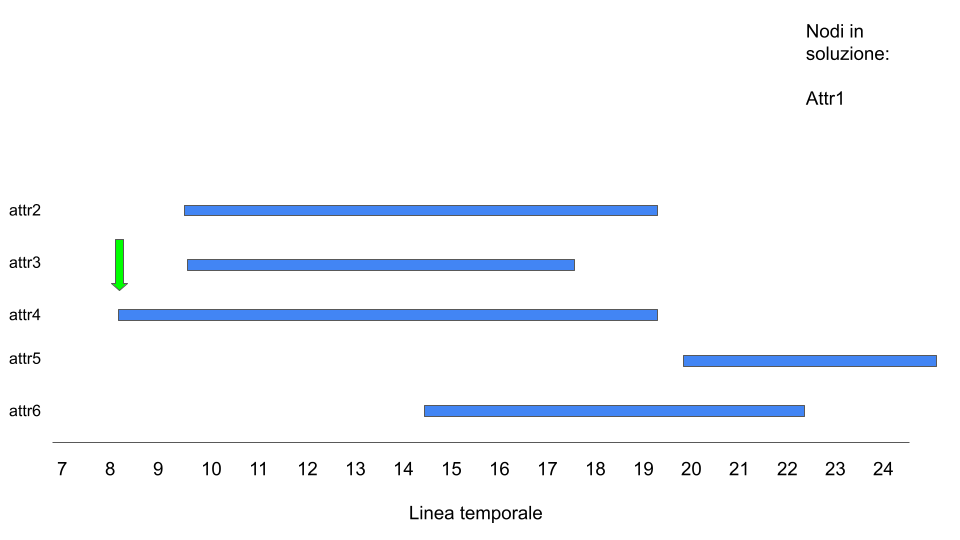 Nodi in
soluzione:
Attr1
attr2
attr3
attr4
attr5
attr6
7 8 9 10 11 12 13 14 15 16 17 18 19 20 21 22 23 24
Linea temporale